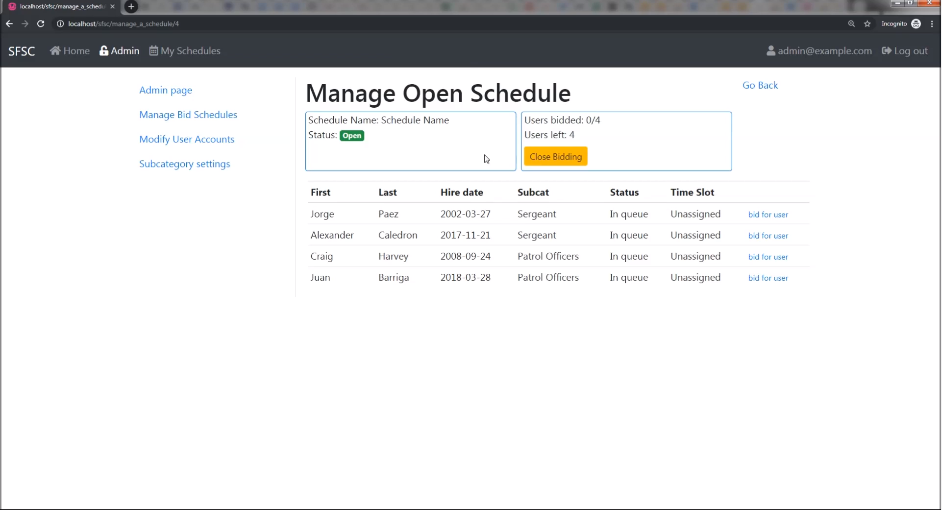 localhost/sfsc/manage_a_schedu
localhost/sfsc/manage_a_schedule/4
Incognito
SFSC Home Admin My Schedules admin@example.com Log out
Admin page
Manage Bid Schedules
Modify User Accounts
Subcategory settings
Manage Open Schedule
Go Back
Schedule Name: Schedule Name
Status: Open
Users bidded: 0/4
Users left: 4
Close Bidding
First Last Hire date Subcat Status Time Slot
Jorge Paez 2002-03-27 Sergeant In queue Unassigned bid for user
Alexander Caledron 2017-11-21 Sergeant In queue Unassigned bid for user
Craig Harvey 2008-09-24 Patrol Officers In queue Unassigned bid for user
Juan Barriga 2018-03-28 Patrol Officers In queue Unassigned bid for user